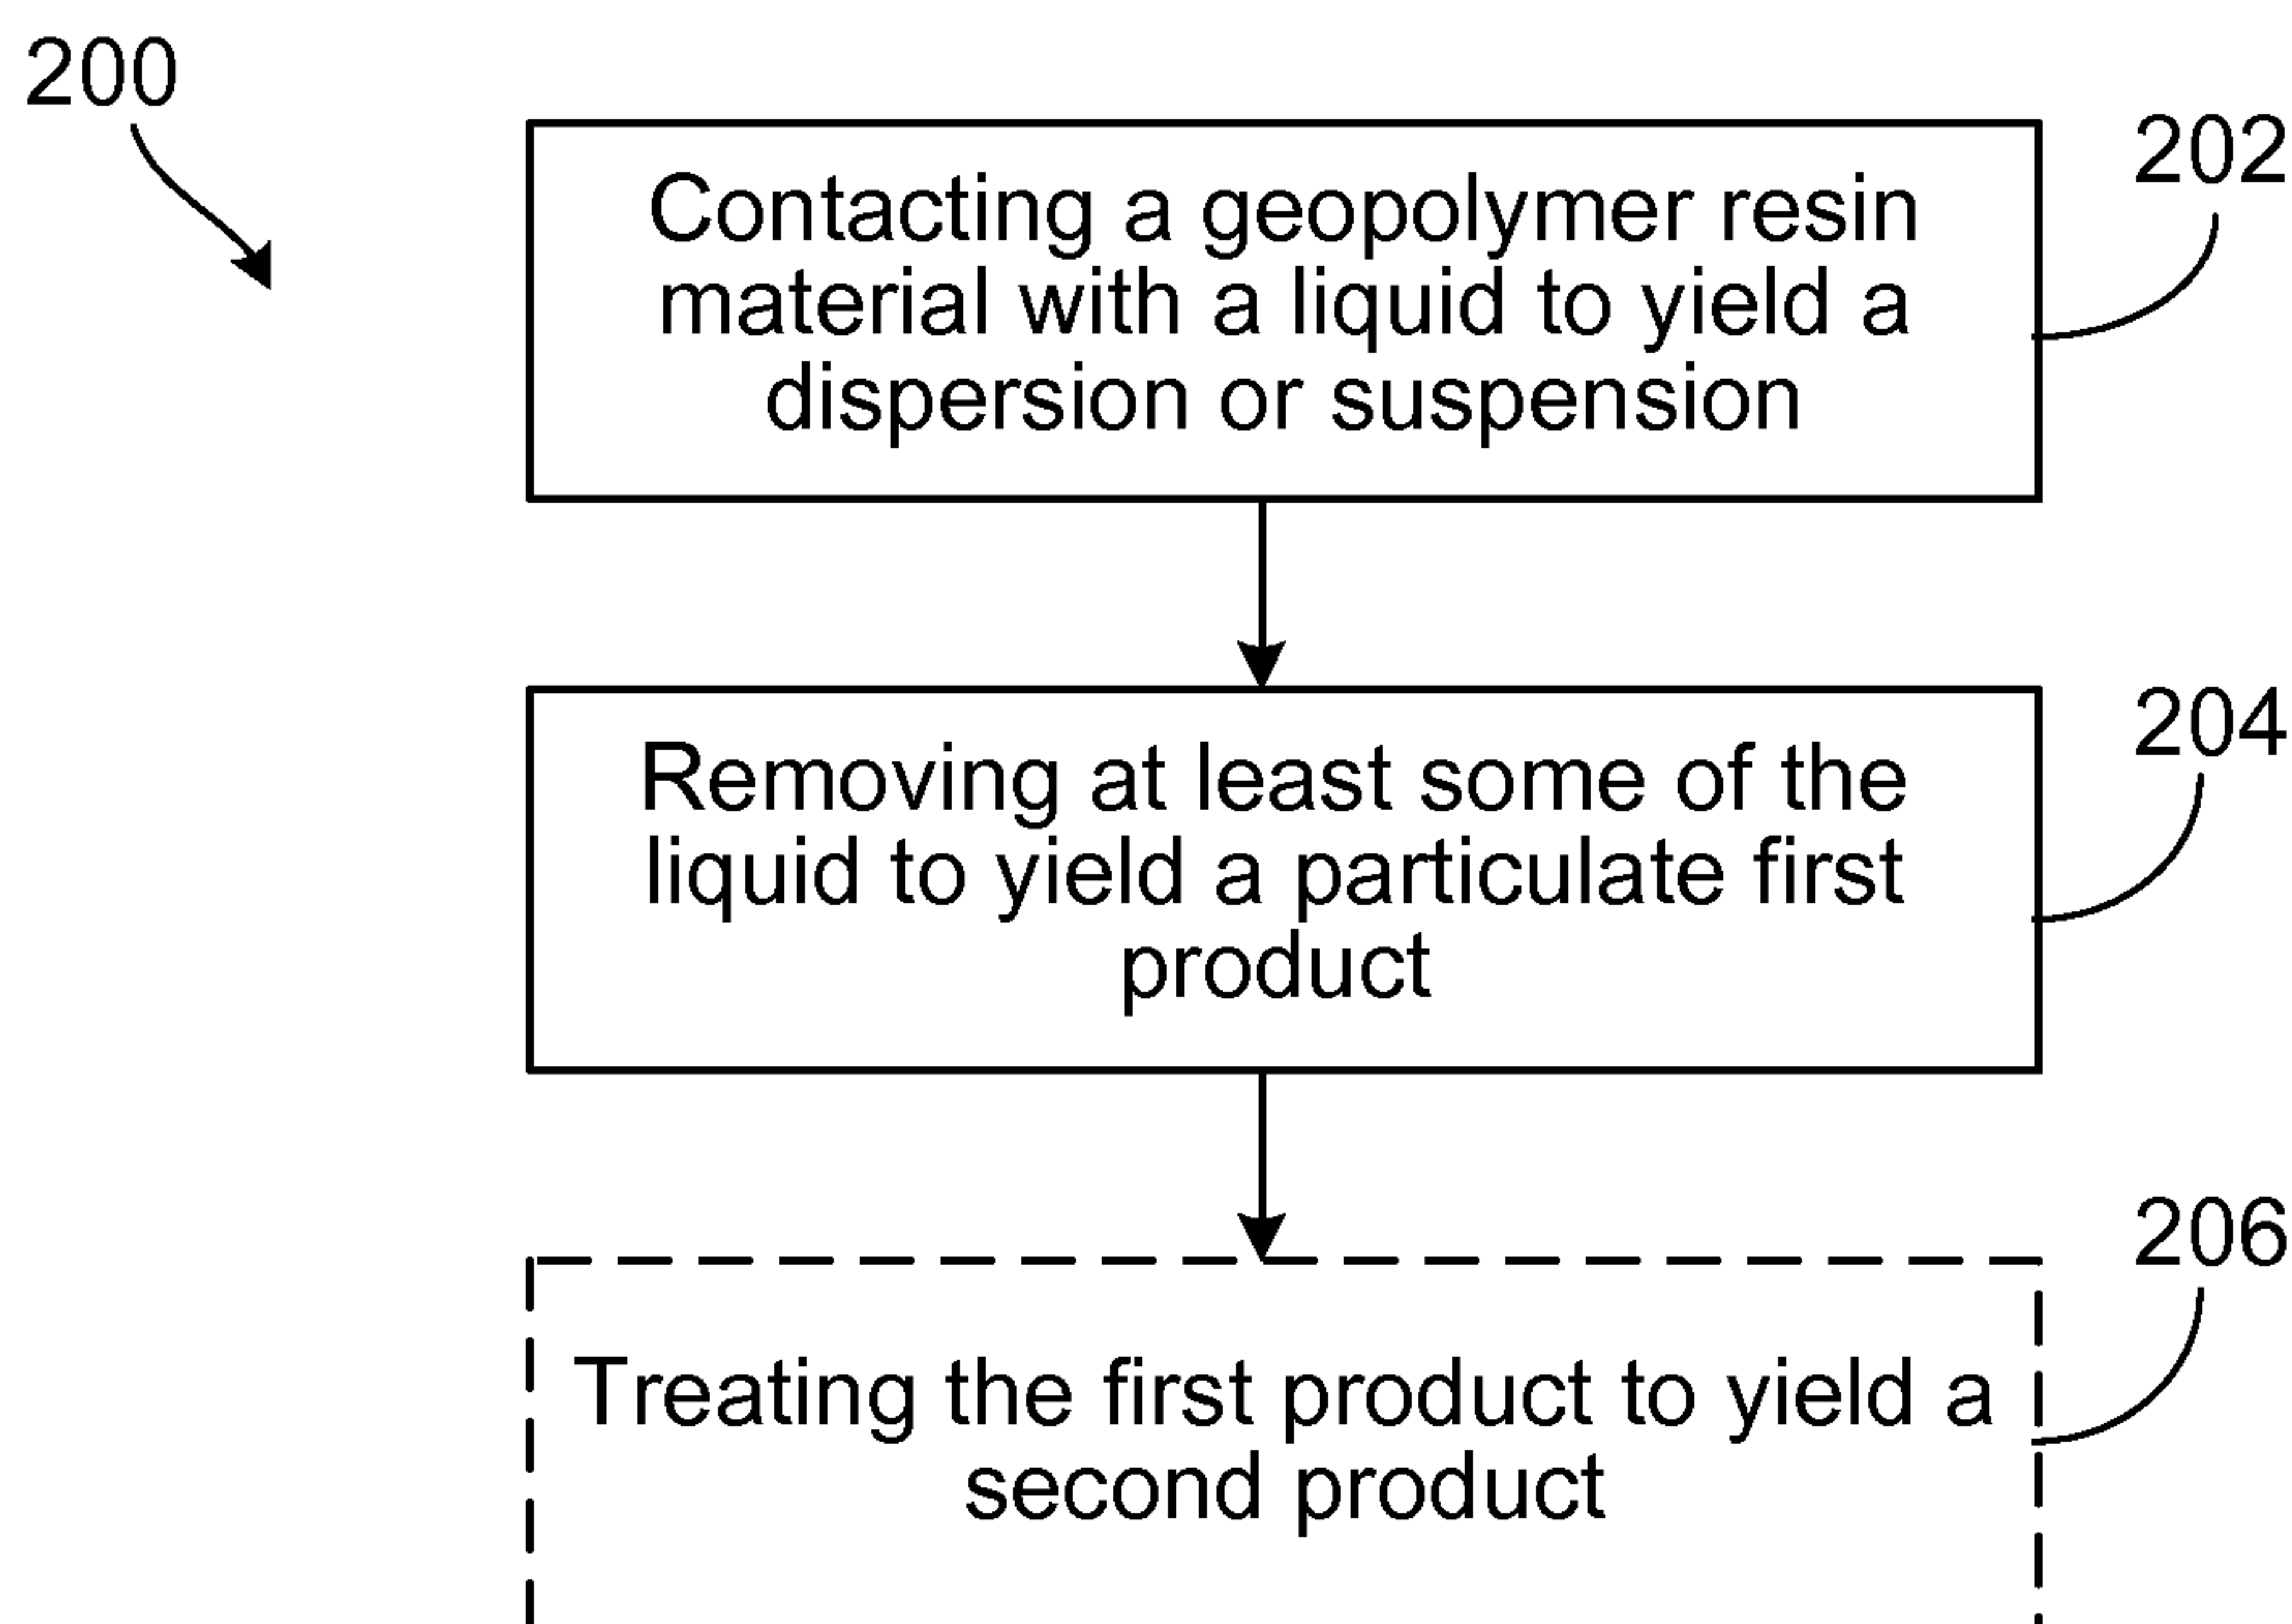 200
202
Contacting a geopolymer resin
material with a liquid to yield a
dispersion or suspension
204
Removing at least some of the
liquid to yield a particulate first
product
206
Treating the first product to yield a
second product